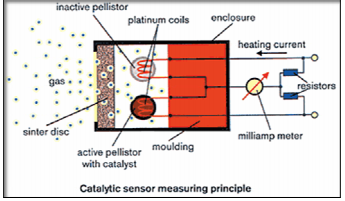 inactive pellistor
platinum coils
enclosure
heating current
gas
resistors
sinter disc
milliamp meter
active pellistor
with catalyst
moulding
Catalytic sensor measuring principle